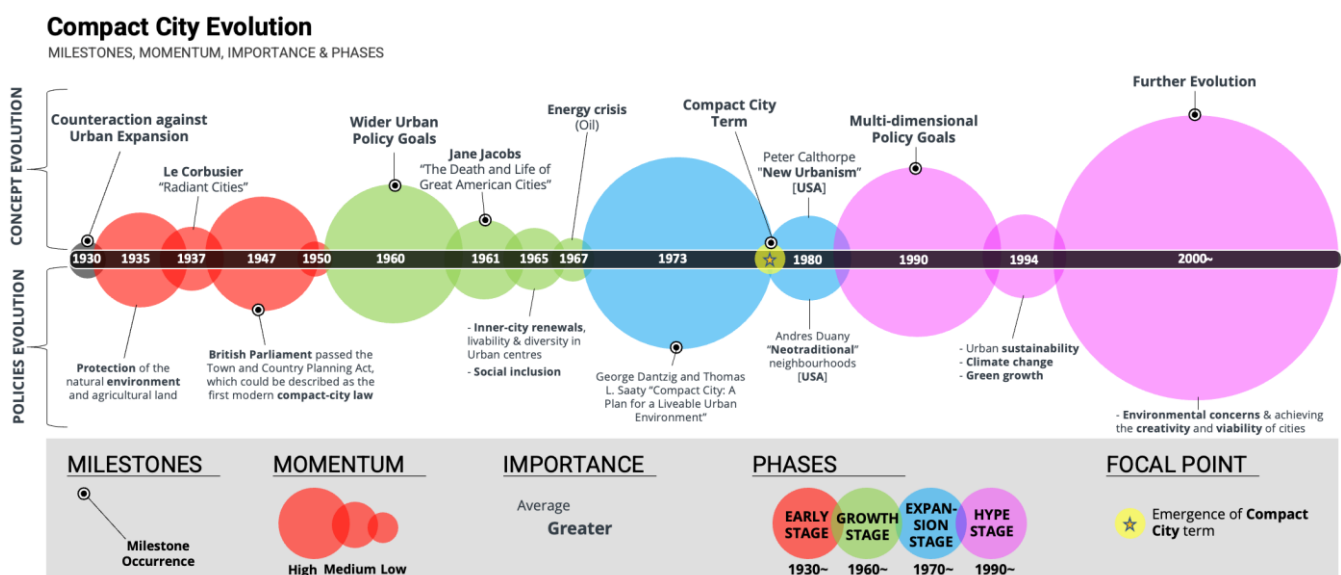 Compact City Evolution
MILESTONES, MOMENTUM, IMPORTANCE & PHASES
CONCEPT EVOLUTION
POLICIES EVOLUTION
Counteraction against
Urban Expansion
Le Corbusier
“Radiant Cities”
Wider Urban
Policy Goals
Jane Jacobs
“The Death and Life of
Great American Cities”
Energy crisis
(Oil)
Compact City
Term
Peter Calthorpe
"New Urbanism”
[USA]
Multi-dimensional
Policy Goals
Further Evolution
1930
1935
1937
1947
1950
1960
1961
1965
1967
1973
1980
1990
1994
2000~
Protection of the
natural environment
and agricultural land
British Parliament passed the
Town and Country Planning Act,
which could be described as the
first modern compact-city law
- Inner-city renewals,
livability & diversity in
Urban centres
- Social inclusion
George Dantzig and Thomas
L. Saaty “Compact City: A
Plan for a Liveable Urban
Environment”
Andres Duany
“Neotraditional”
neighbourhoods
[USA]
- Urban sustainability
- Climate change
- Green growth
- Environmental concerns & achieving
the creativity and viability of cities
MILESTONES
Milestone
Occurrence
MOMENTUM
High Medium Low
IMPORTANCE
Average
Greater
PHASES
EARLY
STAGE
GROWTH
STAGE
EXPAN-
SION
STAGE
HYPE
STAGE
1930~
1960~
1970~
1990~
FOCAL POINT
Emergence of Compact
City term